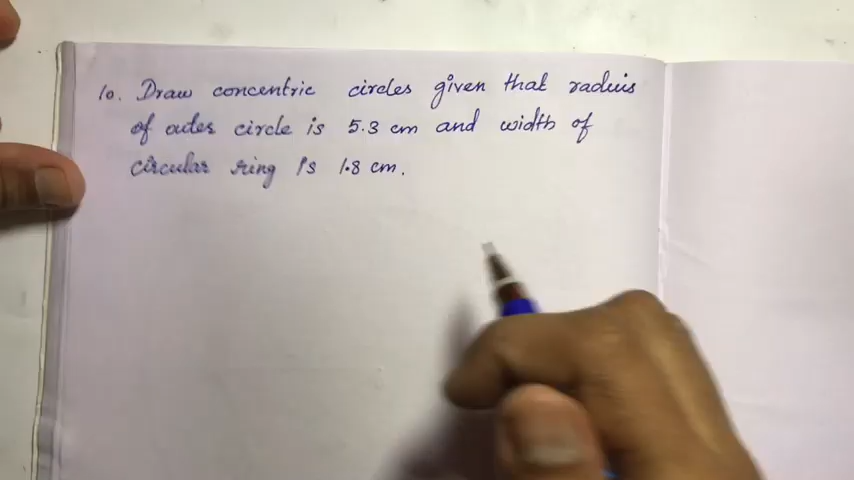 10. Draw concentric circles given that radius
of outer circle is 5.3 cm and width of
circular ring is 1.8 cm.